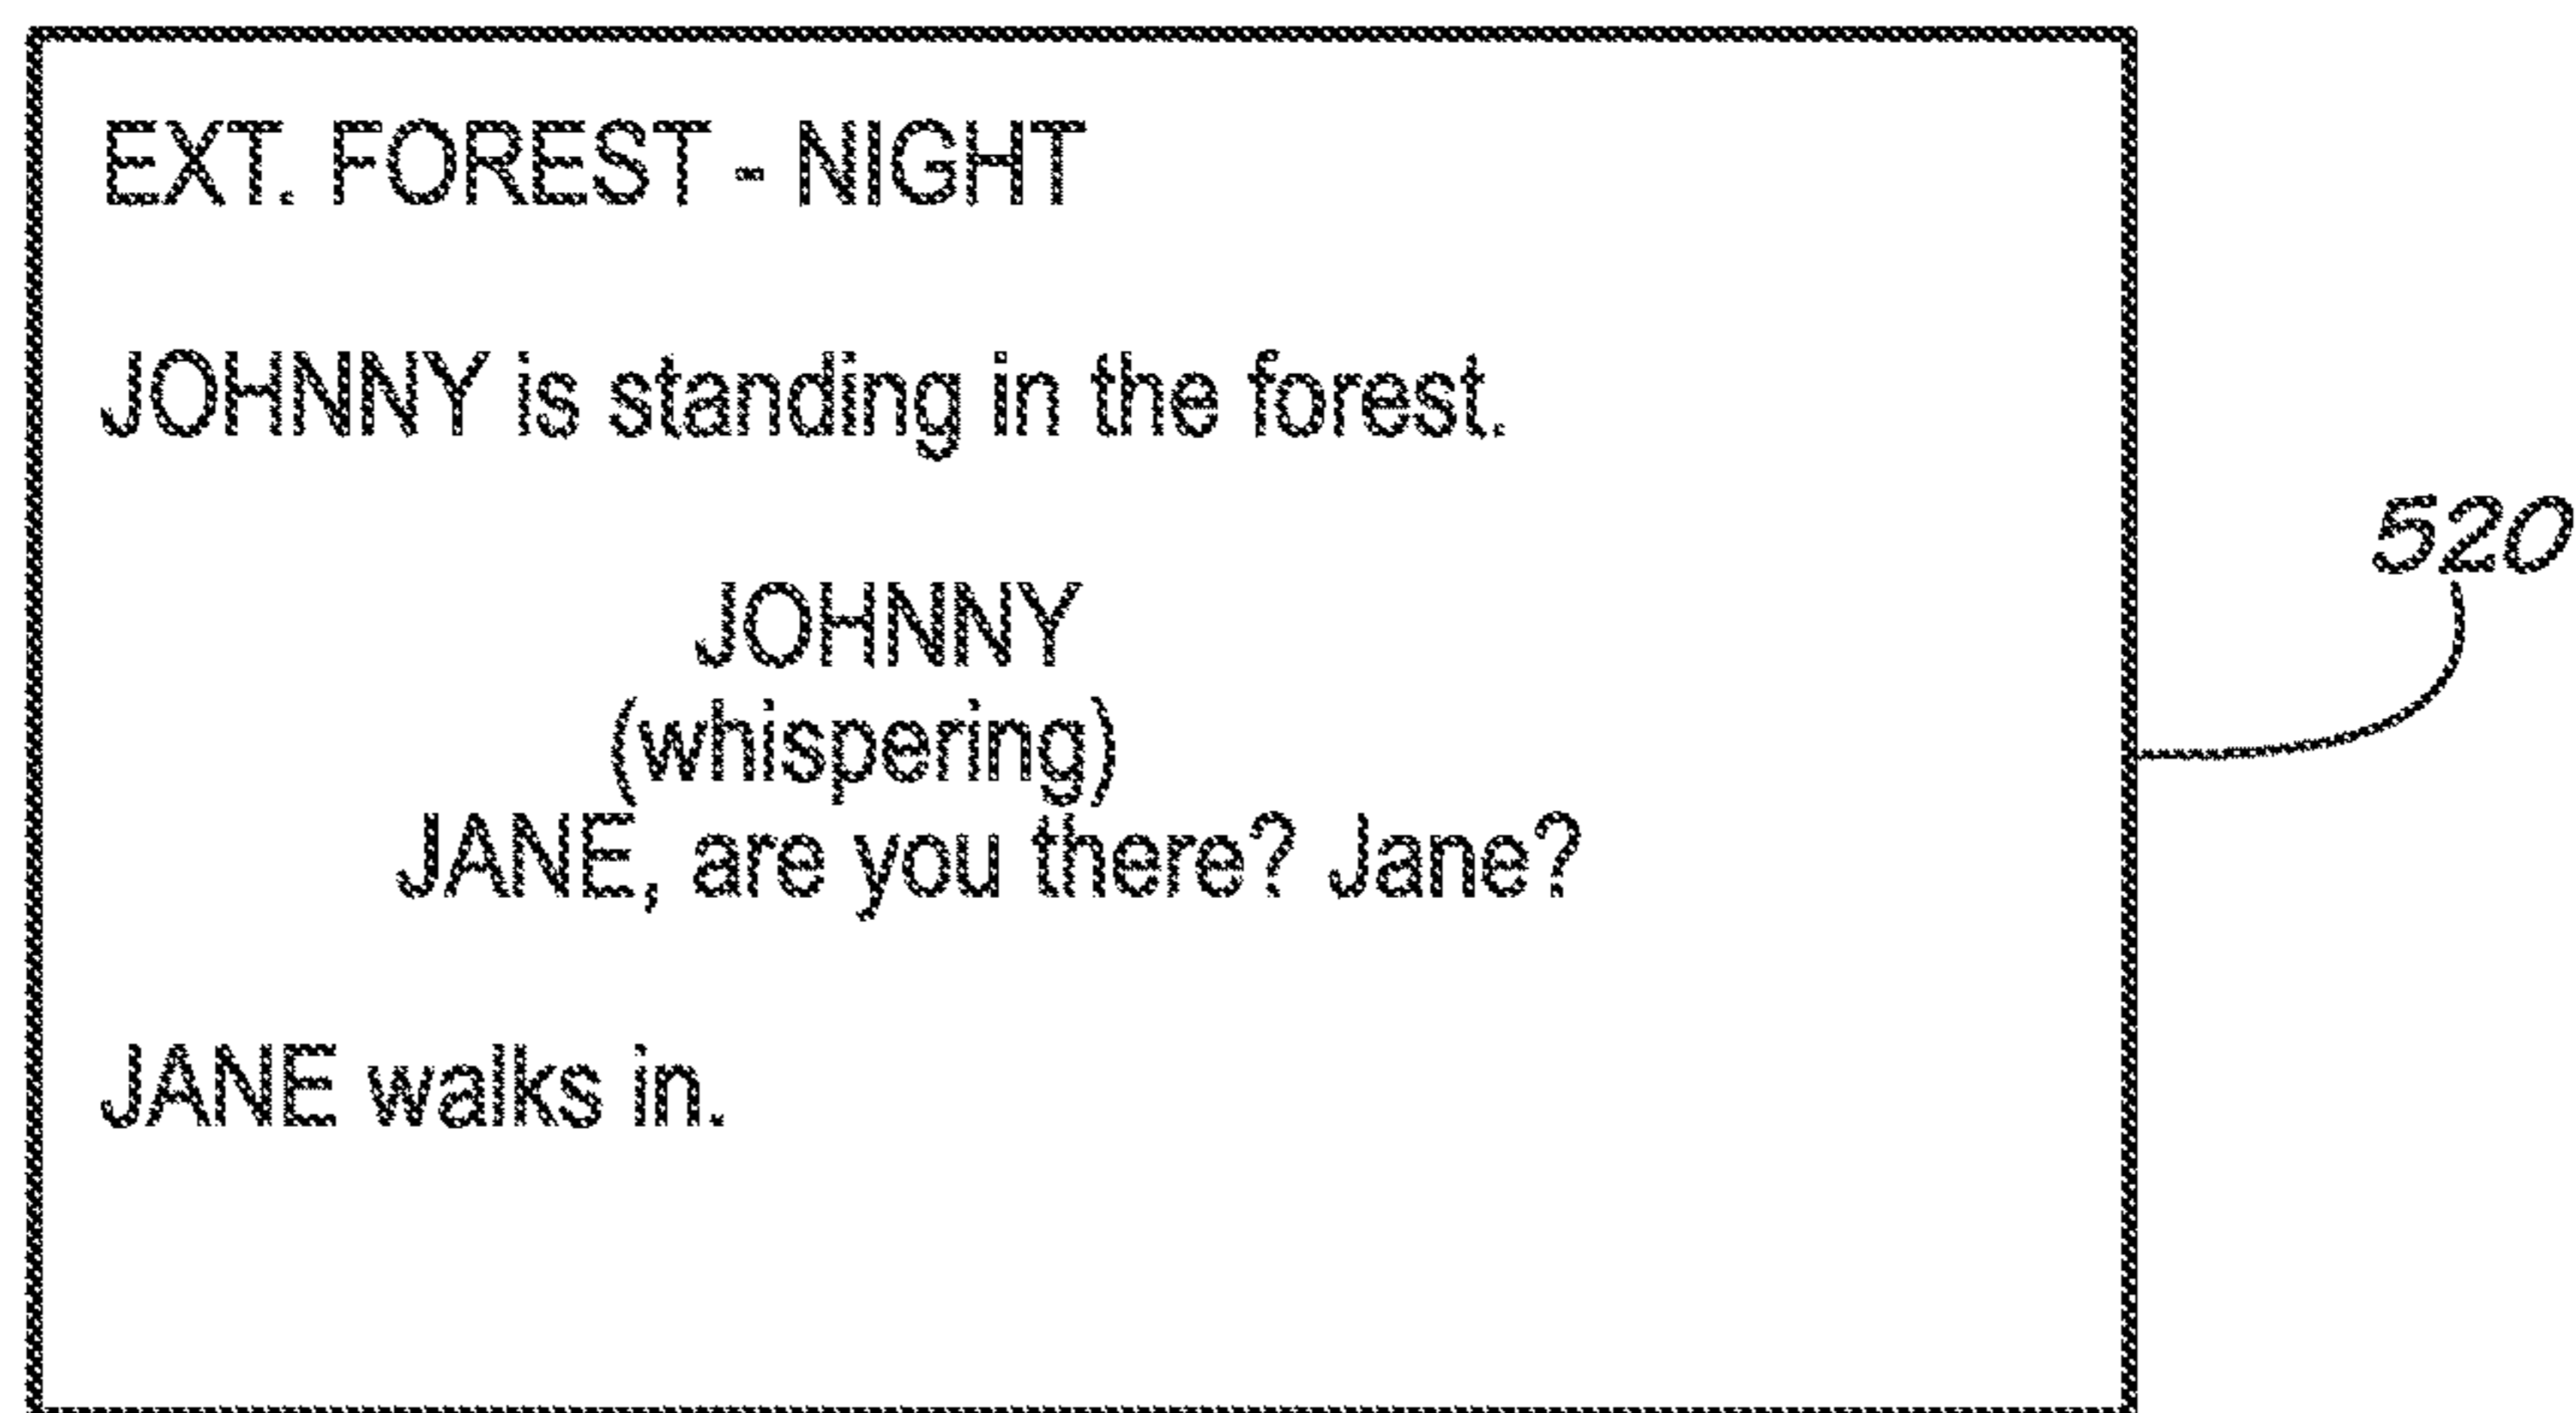 EXT. FOREST - NIGHT
JOHNNY is standing in the forest.
520
JOHNNY
(whispering)
JANE, are you there? Jane?
JANE walks in.